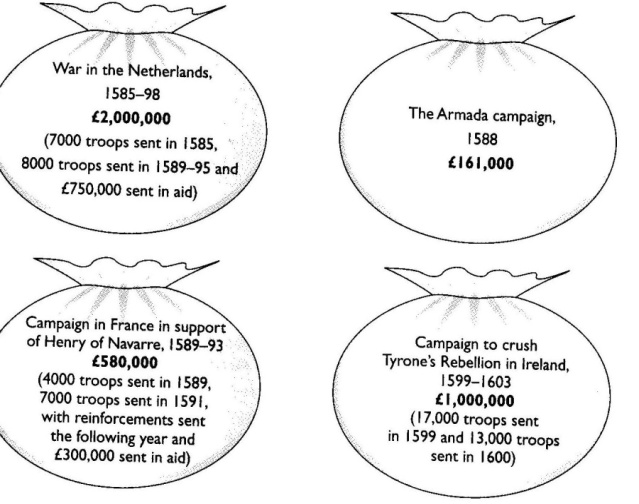 War in the Netherlands,
1585–98
£2,000,000
(7000 troops sent in 1585,
8000 troops sent in 1589–95 and
£750,000 sent in aid)
The Armada campaign,
1588
£161,000
Campaign in France in support
of Henry of Navarre, 1589–93
£580,000
(4000 troops sent in 1589,
7000 troops sent in 1591,
with reinforcements sent
the following year and
£300,000 sent in aid)
Campaign to crush
Tyrone's Rebellion in Ireland,
1599–1603
£1,000,000
(17,000 troops sent
in 1599 and 13,000 troops
sent in 1600)